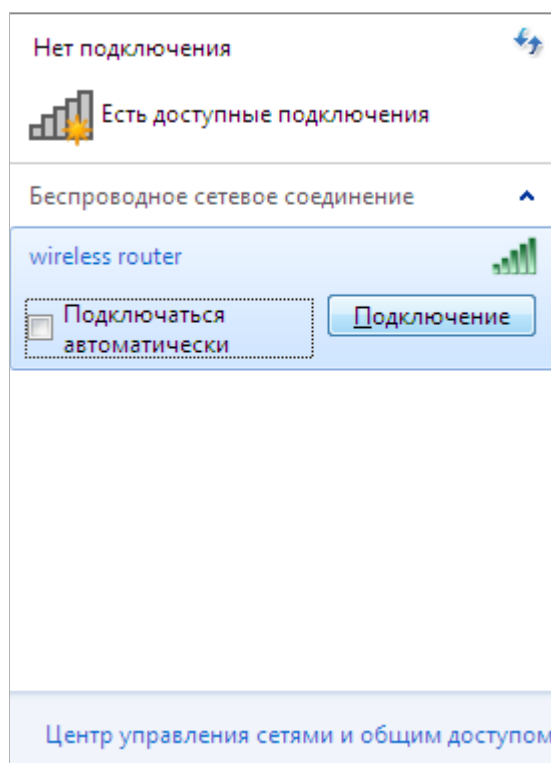 Нет подключения
Есть доступные подключения
Беспроводное сетевое соединение
wireless router
Подключаться
автоматически
Подключение
Центр управления сетями и общим доступом